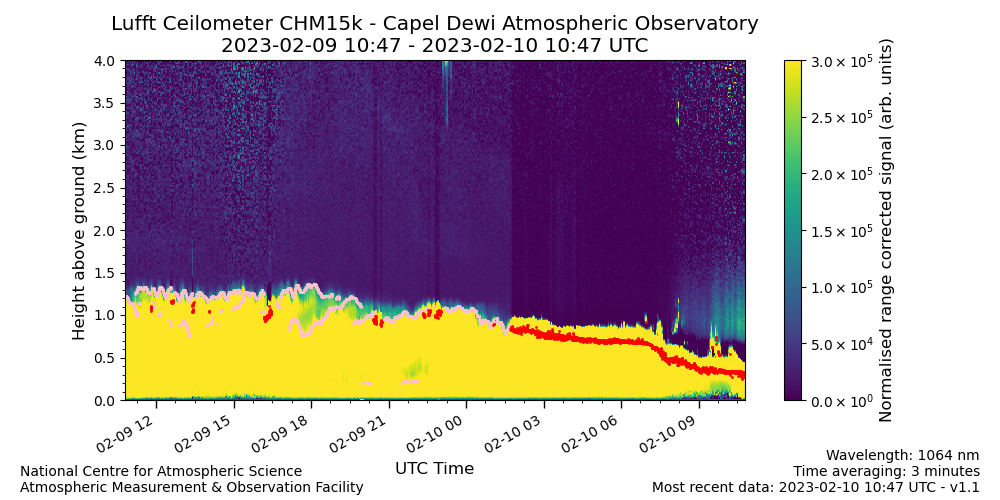 Lufft Ceilometer CHM15k - Capel Dewi Atmospheric Observatory
2023-02-09 10:47 - 2023-02-10 10:47 UTC
Height above ground (km)
4.0
3.5
3.0
2.5
2.0
1.5
1.0
0.5
0.0
02-09 12
02-09 15
02-09 18
02-09 21
02-10 00
02-10 03
02-10 06
02-10 09
UTC Time
3.0 × 10⁵
2.5 × 10⁵
2.0 × 10⁵
1.5 × 10⁵
1.0 × 10⁵
5.0 × 10⁴
0.0 × 10⁰
Normalised range corrected signal (arb. units)
National Centre for Atmospheric Science
Atmospheric Measurement & Observation Facility
Wavelength: 1064 nm
Time averaging: 3 minutes
Most recent data: 2023-02-10 10:47 UTC - v1.1